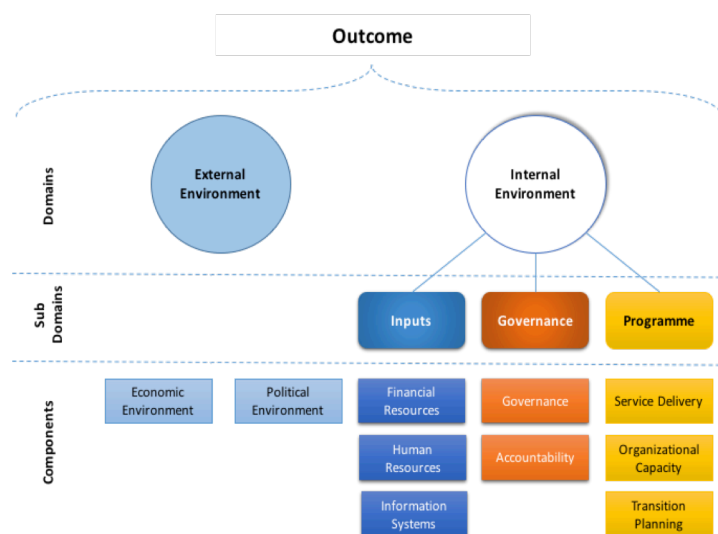 Outcome
Domains
External
Environment
Internal
Environment
Sub
Domains
Inputs
Governance
Programme
Components
Economic
Environment
Political
Environment
Financial
Resources
Governance
Service Delivery
Human
Resources
Accountability
Organizational
Capacity
Information
Systems
Transition
Planning